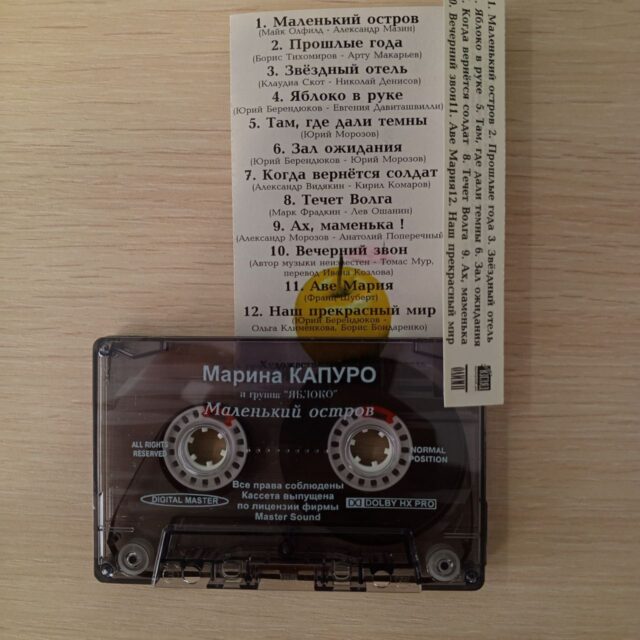 1. Маленький остров
(Майк Олфилд - Александр Мазин)
2. Прошлые года
(Борис Тихомиров - Арту Макарьев)
3. Звёздный отель
(Клаудиа Скот - Николай Денисов)
4. Яблоко в руке
(Юрий Берендюков - Евгения Давиташвилли)
5. Там, где дали темны
(Юрий Морозов)
6. Зал ожидания
(Юрий Берендюков - Юрий Морозов)
7. Когда вернётся солдат
(Александр Видякин - Кирил Комаров)
8. Течет Волга
(Марк Фрадкин - Лев Ошанин)
9. Ах, маменька !
(Александр Морозов - Анатолий Поперечный)
10. Вечерний звон
(Автор музыки неизвестен - Томас Мур,
перевод Ивана Козлова)
11 Аве Мария
(Франц Шуберт)
12. Наш прекрасный мир
(Юрий Берендюков -
Ольга Клименкова, Борис Бондаренко)
1. Маленький остров 2. Прошлые года 3. Звёздный отель
Яблоко в руке 5. Там, где дали темны 6. Зал ожидания
Когда вернётся солдат 8. Течет Волга 9. Ах, маменька
Вечерний звон 11. Аве Мария 12. Наш прекрасный мир
Марина КАПУРО
и группа "ЯБЛОКО"
Маленький остров
ALL RIGHTS
RESERVED
NORMAL
POSITION
Все права соблюдены
Кассета выпущена
по лицензии фирмы
Master Sound
DIGITAL MASTER
DOLBY HX PRO